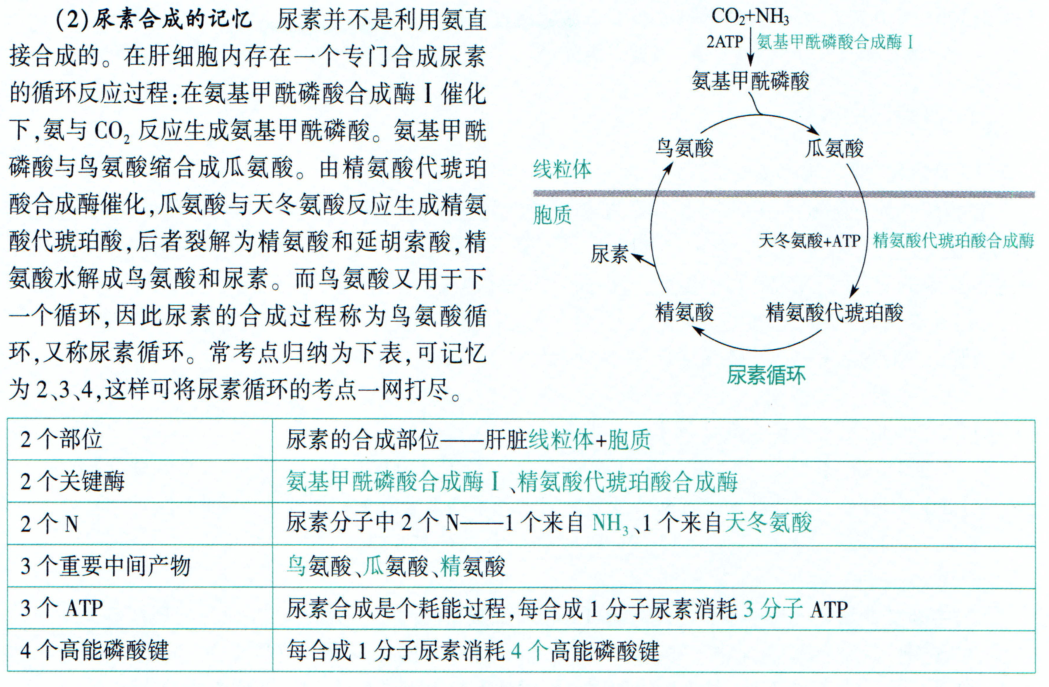 (2)尿素合成的记忆 尿素并不是利用氨直
接合成的。在肝细胞内存在一个专门合成尿素
的循环反应过程:在氨基甲酰磷酸合成酶Ⅰ催化
下,氨与 CO₂ 反应生成氨基甲酰磷酸。氨基甲酰
磷酸与鸟氨酸缩合成瓜氨酸。由精氨酸代琥珀
酸合成酶催化,瓜氨酸与天冬氨酸反应生成精氨
酸代琥珀酸,后者裂解为精氨酸和延胡索酸,精
氨酸水解成鸟氨酸和尿素。而鸟氨酸又用于下
一个循环,因此尿素的合成过程称为鸟氨酸循
环,又称尿素循环。常考点归纳为下表,可记忆
为 2、3、4,这样可将尿素循环的考点一网打尽。
CO₂+NH₃
2ATP 氨基甲酰磷酸合成酶Ⅰ
氨基甲酰磷酸
鸟氨酸 瓜氨酸
线粒体
胞质
天冬氨酸+ATP 精氨酸代琥珀酸合成酶
尿素
精氨酸 精氨酸代琥珀酸
尿素循环
2 个部位 尿素的合成部位——肝脏线粒体+胞质
2 个关键酶 氨基甲酰磷酸合成酶Ⅰ、精氨酸代琥珀酸合成酶
2 个 N 尿素分子中 2 个 N——1 个来自 NH₃、1 个来自天冬氨酸
3 个重要中间产物 鸟氨酸、瓜氨酸、精氨酸
3 个 ATP 尿素合成是个耗能过程,每合成 1 分子尿素消耗 3 分子 ATP
4 个高能磷酸键 每合成 1 分子尿素消耗 4 个高能磷酸键